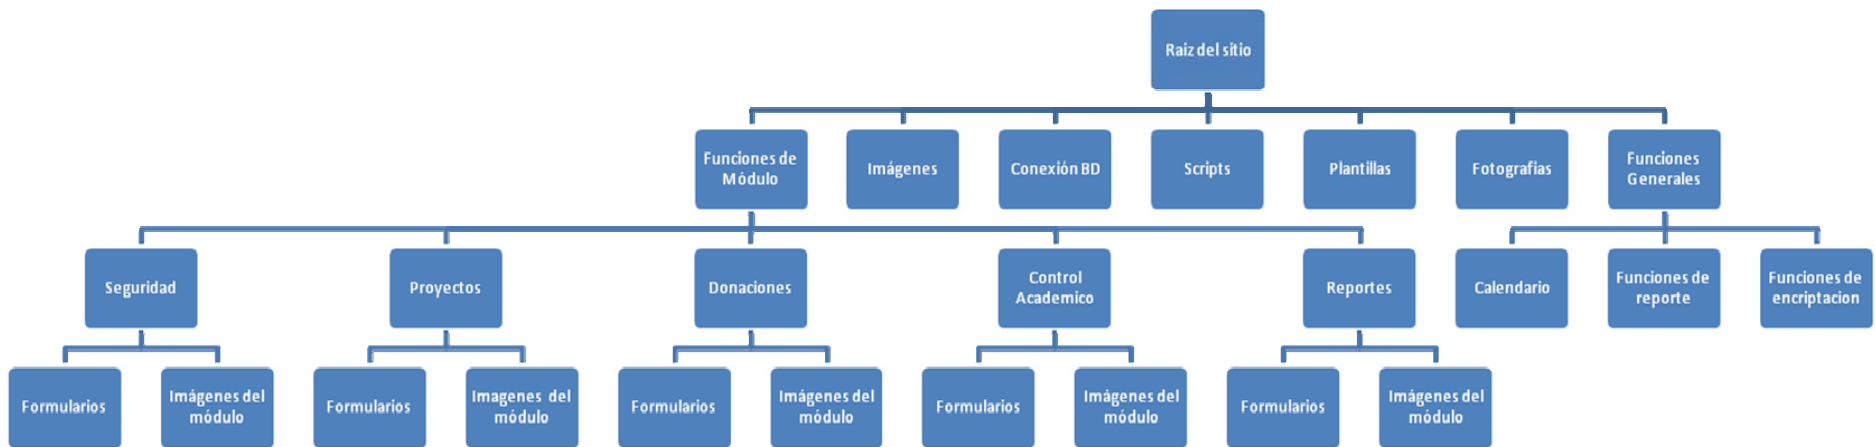 Raiz del sitio
Funciones de
Módulo
Imágenes
Conexión BD
Scripts
Plantillas
Fotografias
Funciones
Generales
Seguridad
Proyectos
Donaciones
Control
Academico
Reportes
Calendario
Funciones de
reporte
Funciones de
encriptacion
Formularios
Imágenes del
módulo
Formularios
Imagenes del
módulo
Formularios
Imágenes del
módulo
Formularios
Imágenes del
módulo
Formularios
Imágenes del
módulo